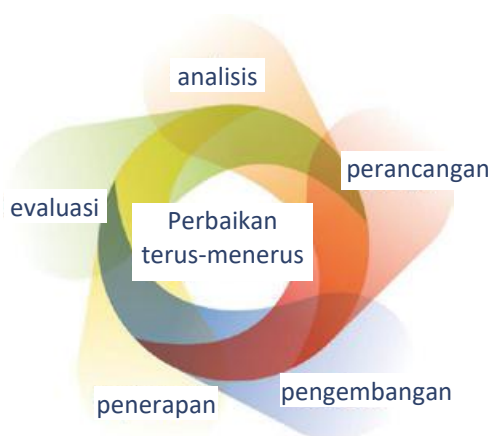 analisis
perancangan
evaluasi
Perbaikan
terus-menerus
pengembangan
penerapan